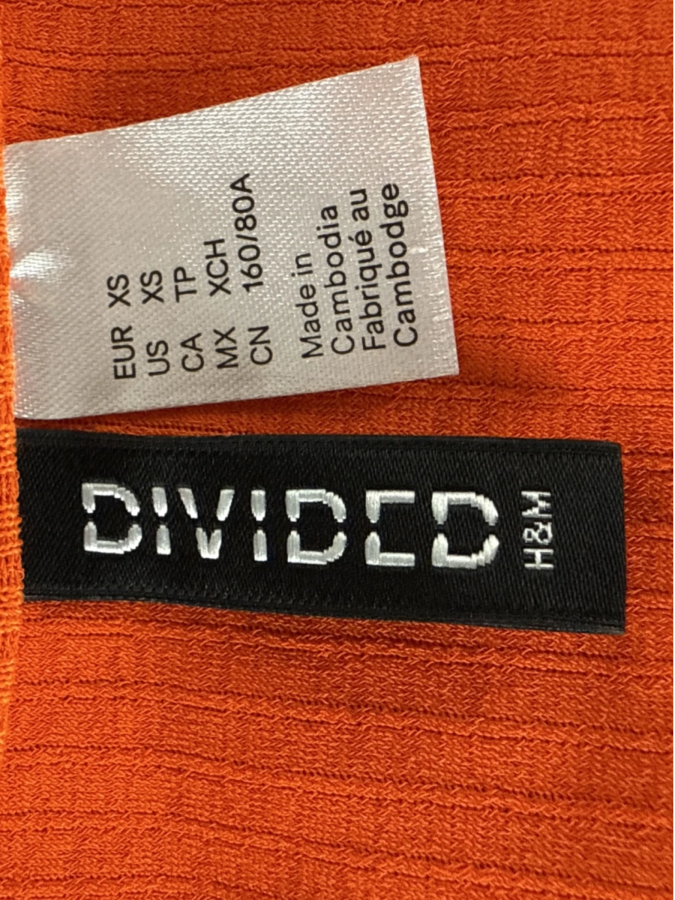 EUR XS
US XS
CA TP
MX XCH
CN 160/80A
Made in
Cambodia
Fabriqué au
Cambodge
DIVIDED
H&M